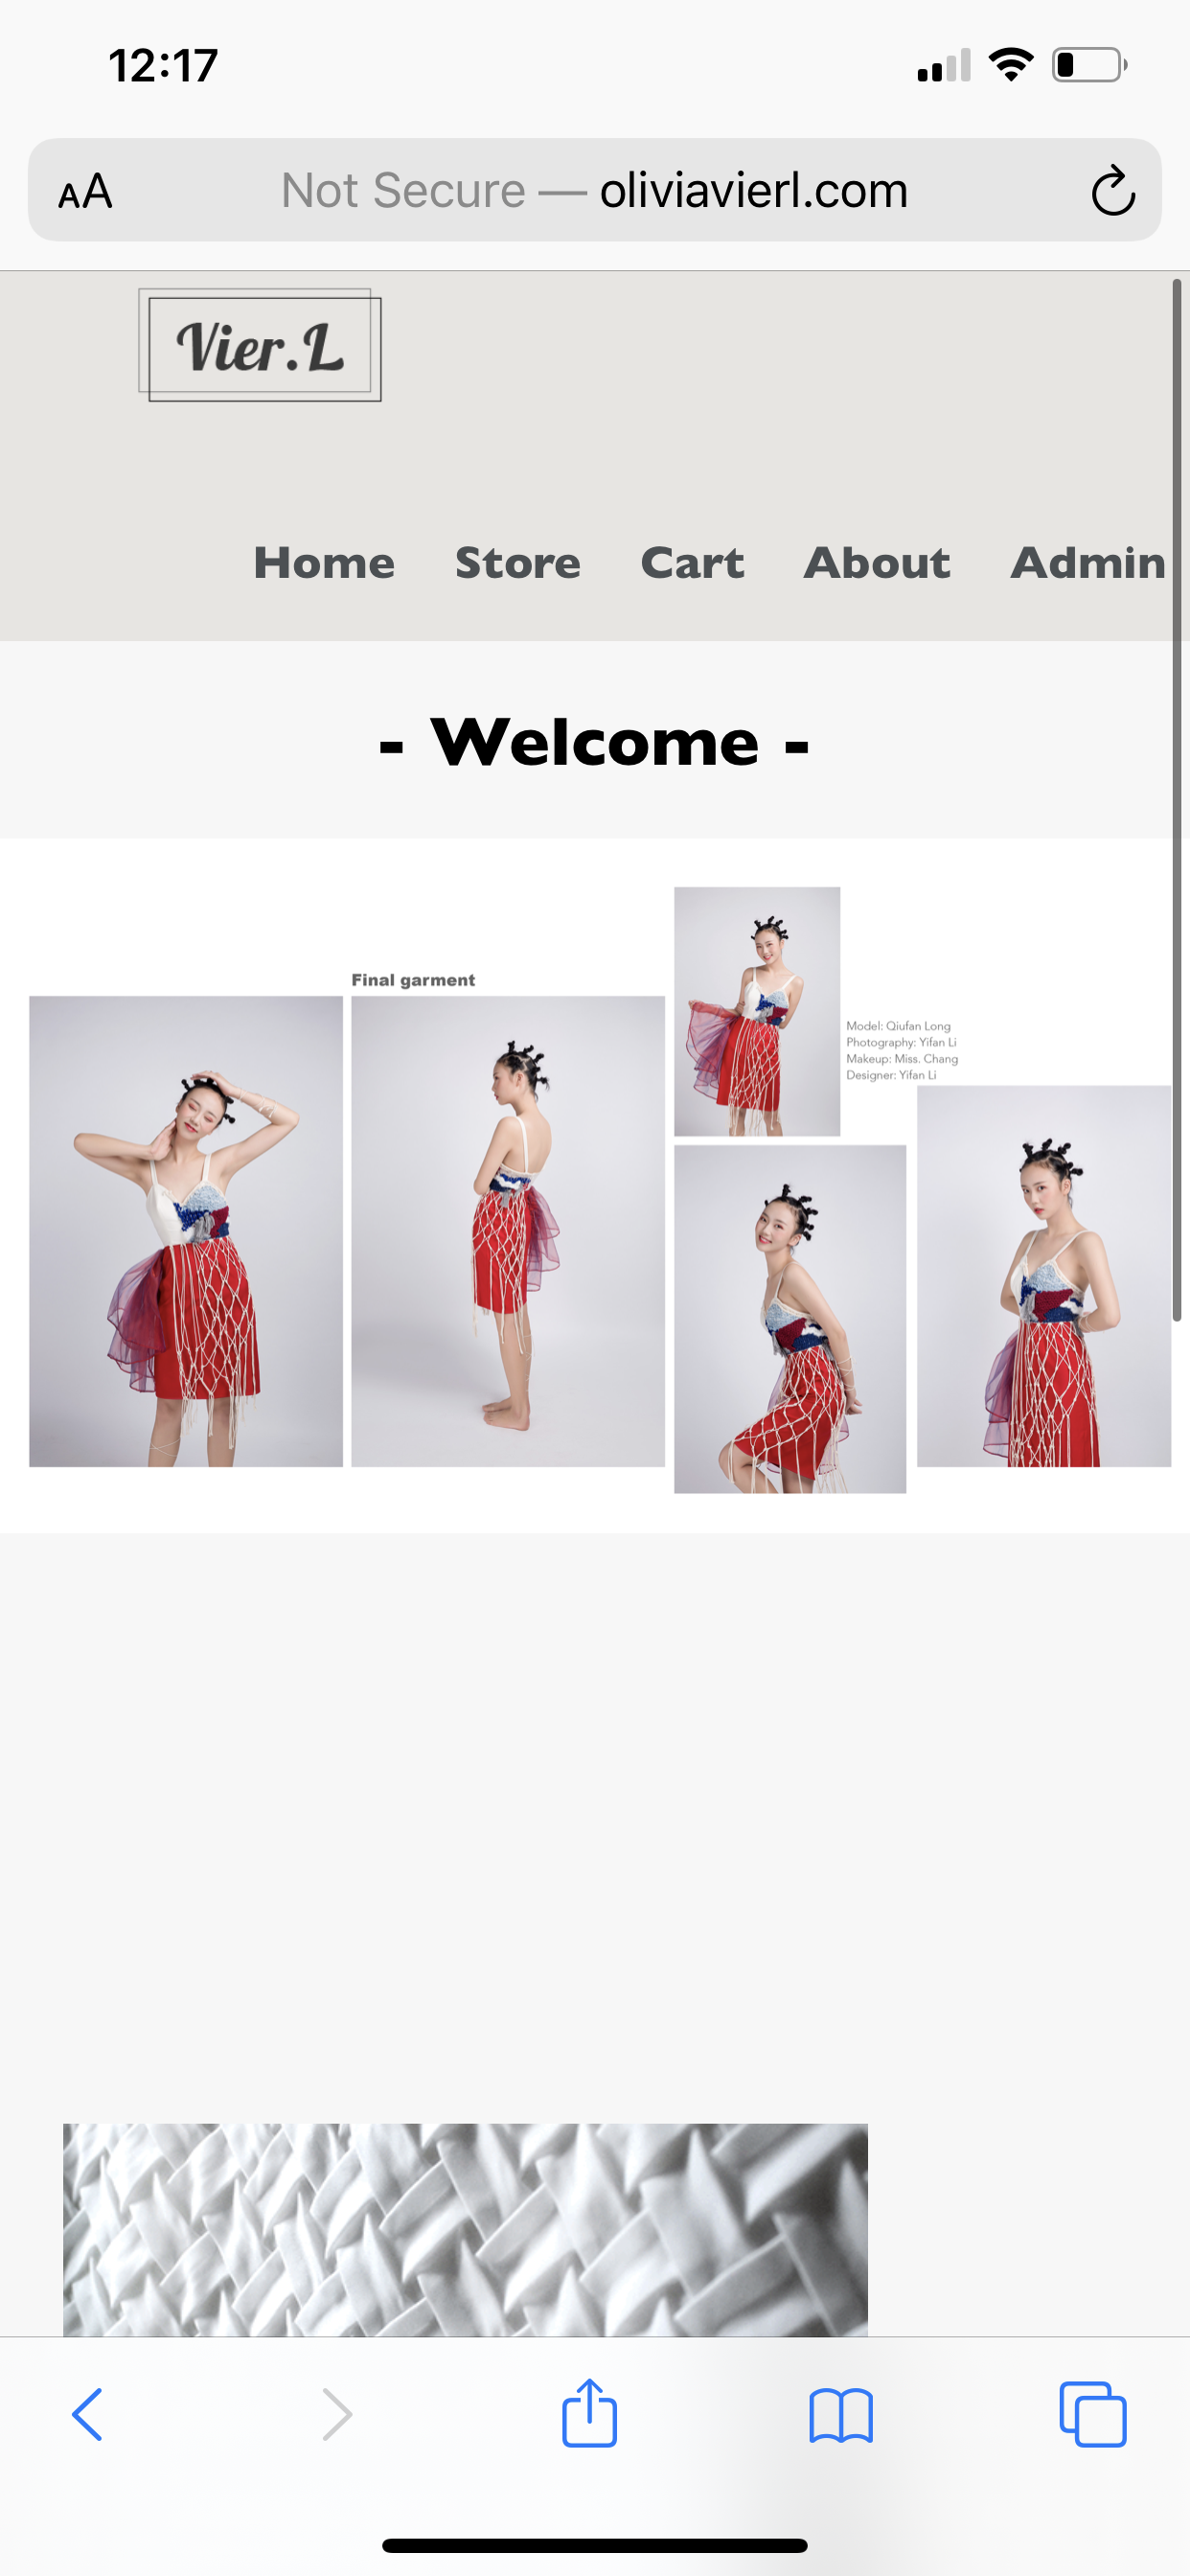 12:17
AA Not Secure — oliviavierl.com
Vier.L
Home Store Cart About Admin
- Welcome -
Final garment
Model: Qiufan Long
Photography: Yifan Li
Makeup: Miss. Chang
Designer: Yifan Li